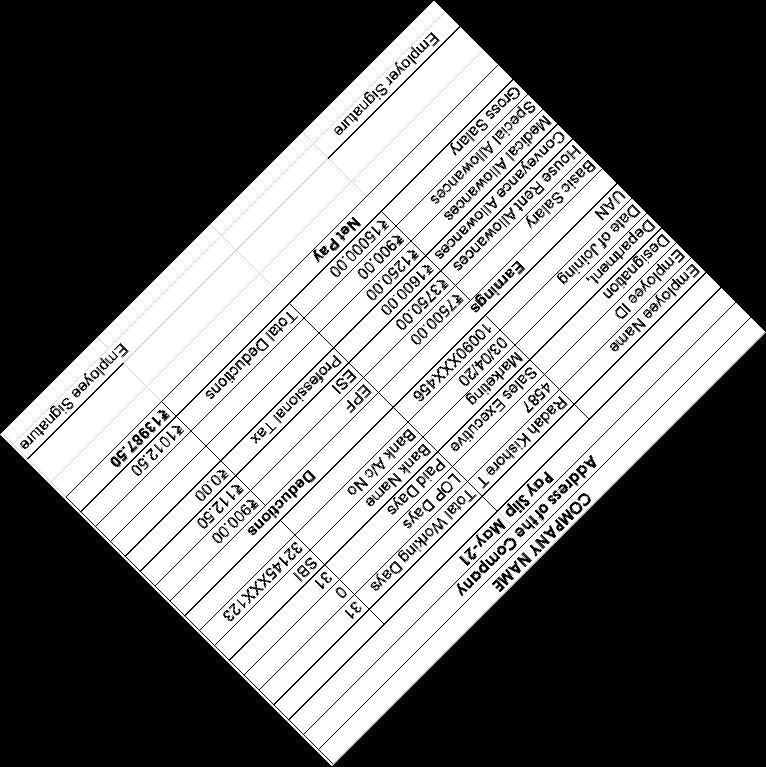 COMPANY NAME
Address of the Company
Pay Slip May-21
Employee Name Radah Kishore T Total Working Days 31
Employee ID 4587 LOP Days 0
Designation Sales Executive Paid Days 31
Department, Marketing Bank Name SBI
Date of Joining 03/04/20 Bank A/c No 32145XXX123
UAN 10090XXX456
Earnings Deductions
Basic Salary ₹7500.00 EPF ₹900.00
House Rent Allowances ₹3750.00 ESI ₹112.50
Conveyance Allowances ₹1600.00 Professional Tax ₹0.00
Medical Allowances ₹1250.00
Special Allowances ₹900.00
Gross Salary ₹15000.00 Total Deductions ₹1012.50
Net Pay ₹13987.50
Employer Signature Employee Signature